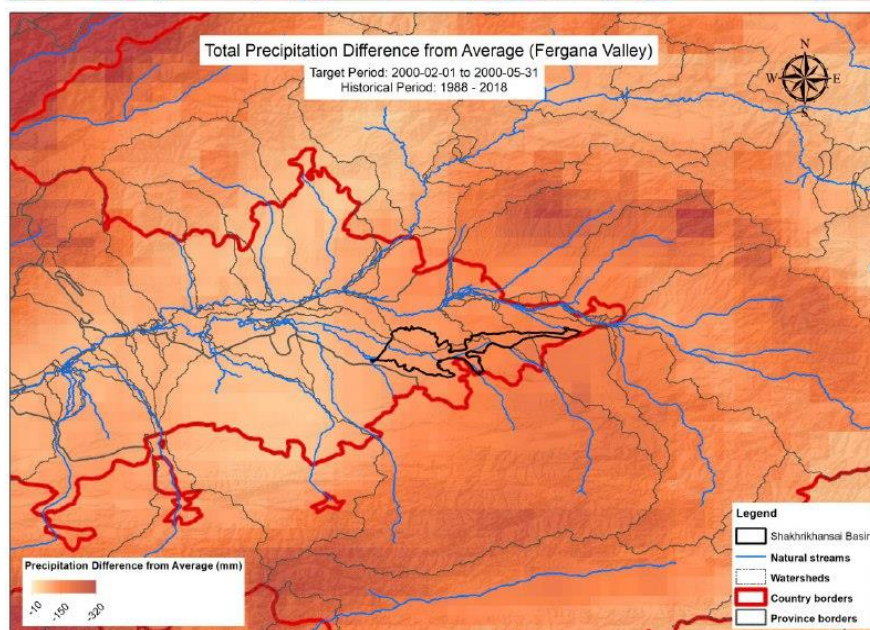 Total Precipitation Difference from Average (Fergana Valley)
Target Period: 2000-02-01 to 2000-05-31
Historical Period: 1988 - 2018
N
W E
S
Legend
Shakhrikhansai Basin
Natural streams
Watersheds
Country borders
Province borders
Precipitation Difference from Average (mm)
-10 -150 -320